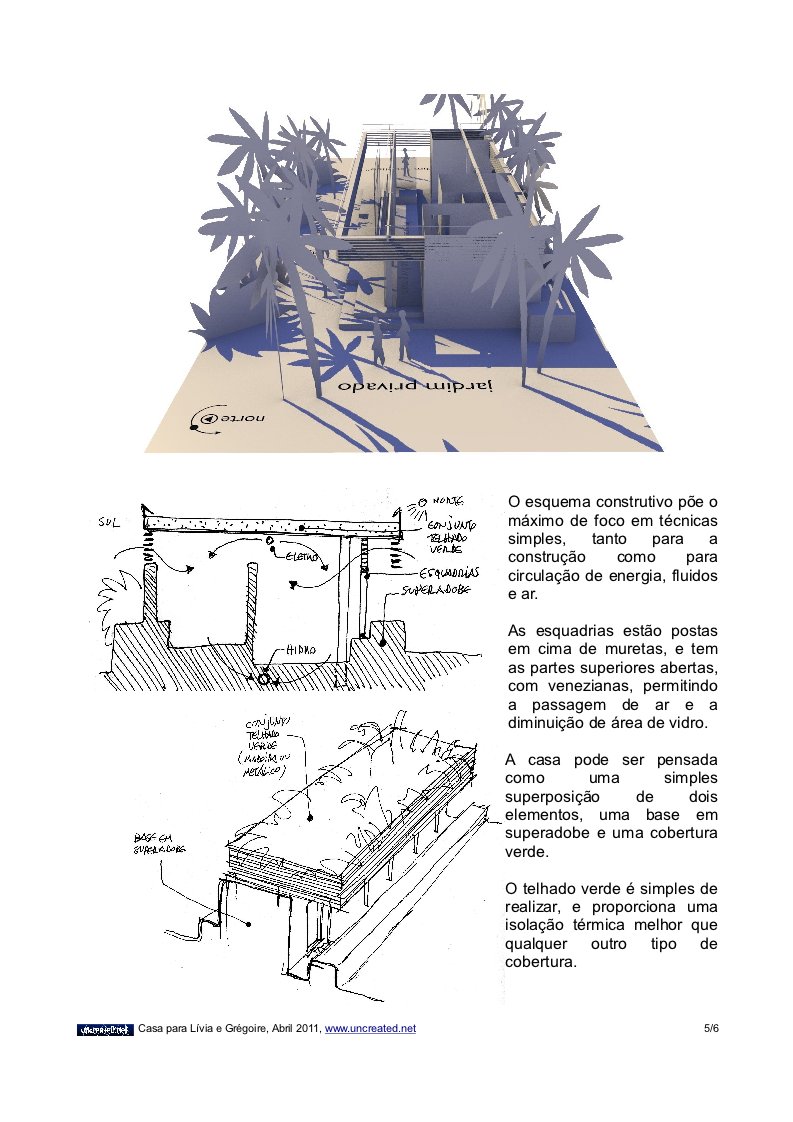 jardim privado
norte
O esquema construtivo põe o
máximo de foco em técnicas
simples, tanto para a
construção como para
circulação de energia, fluidos
e ar.
As esquadrias estão postas
em cima de muretas, e tem
as partes superiores abertas,
com venezianas, permitindo
a passagem de ar e a
diminuição de área de vidro.
A casa pode ser pensada
como uma simples
superposição de dois
elementos, uma base em
superadobe e uma cobertura
verde.
O telhado verde é simples de
realizar, e proporciona uma
isolação térmica melhor que
qualquer outro tipo de
cobertura.
SUL
NORTE
CONJUNTO
TELHADO
VERDE
ELETRO
ESQUADRIAS
SUPERADOBE
HIDRO
CONJUNTO
TELHADO
VERDE
(MADEIRA OU
METÁLICO)
BASE EM
SUPERADOBE
uncreated.net Casa para Lívia e Grégoire, Abril 2011, www.uncreated.net 5/6